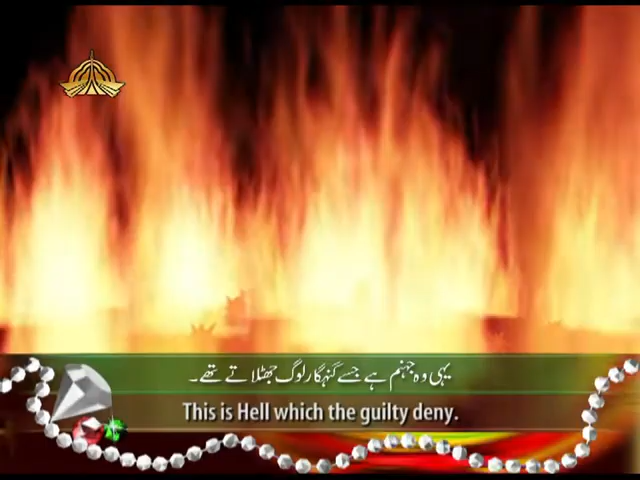 یہی وہ جہنم ہے جسے گنہگار لوگ جھٹلاتے تھے۔
This is Hell which the guilty deny.